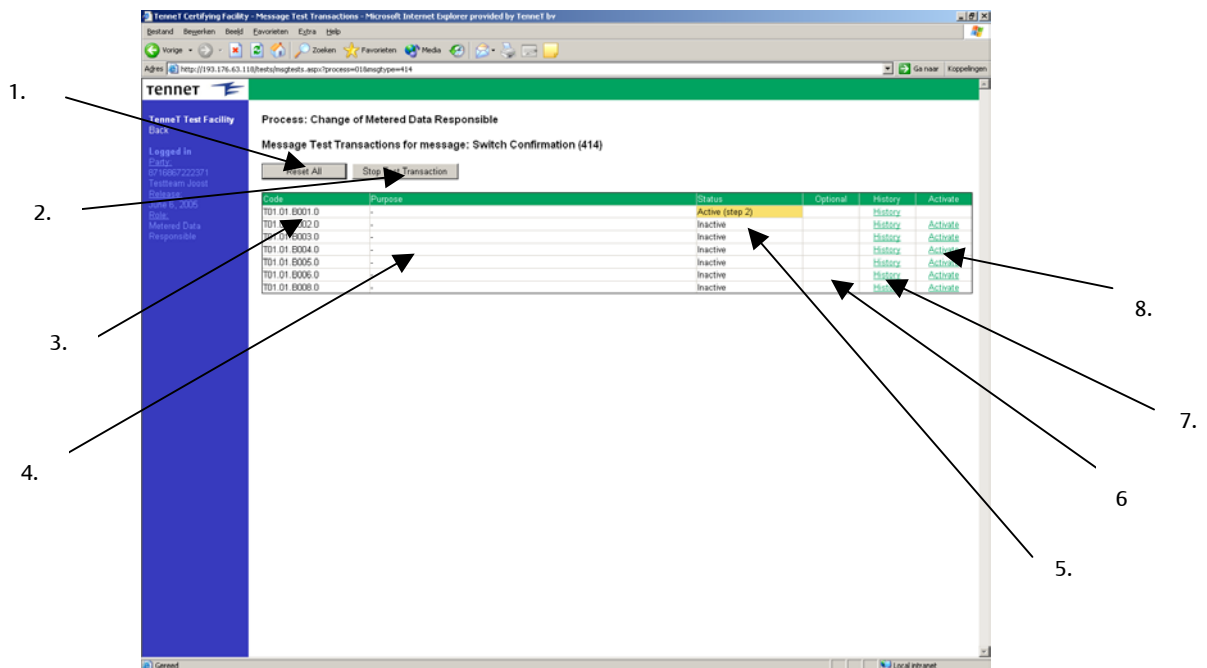 TenneT Certifying Facility - Message Test Transactions - Microsoft Internet Explorer provided by TenneT bv
Bestand Bewerken Beeld Favorieten Extra Help
Vorige Zoeken Favorieten Media
Adres http://193.176.63.118/tests/msgtests.aspx?process=01&msgtype=414 Ga naar Koppelingen
TenneT
TenneT Test Facility
Back
Logged in
Party:
8716867222371
Testteam Joost
Release:
June 6, 2005
Role:
Metered Data
Responsible
Process: Change of Metered Data Responsible
Message Test Transactions for message: Switch Confirmation (414)
Reset All Stop Test Transaction
Code Purpose Status Optional History Activate
T01.01.B001.0 - Active (step 2) History
T01.01.B002.0 - Inactive History Activate
T01.01.B003.0 - Inactive History Activate
T01.01.B004.0 - Inactive History Activate
T01.01.B005.0 - Inactive History Activate
T01.01.B006.0 - Inactive History Activate
T01.01.B008.0 - Inactive History Activate
Gereed Local intranet
1.
2.
3.
4.
5.
6
7.
8.